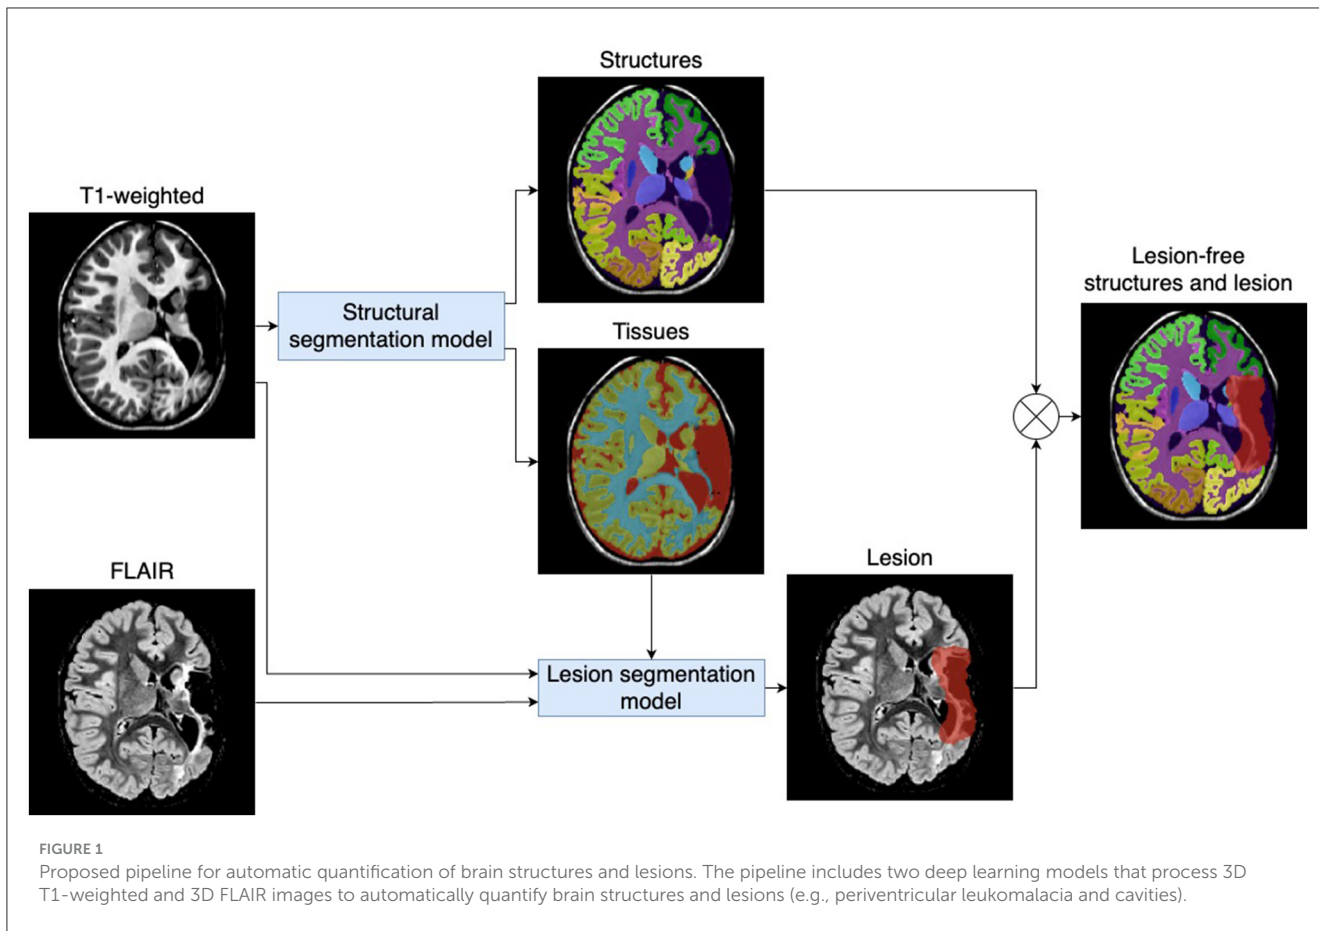 Structures
T1-weighted
Structural
segmentation model
Tissues
Lesion-free
structures and lesion
FLAIR
Lesion segmentation
model
Lesion
FIGURE 1
Proposed pipeline for automatic quantification of brain structures and lesions. The pipeline includes two deep learning models that process 3D
T1-weighted and 3D FLAIR images to automatically quantify brain structures and lesions (e.g., periventricular leukomalacia and cavities).